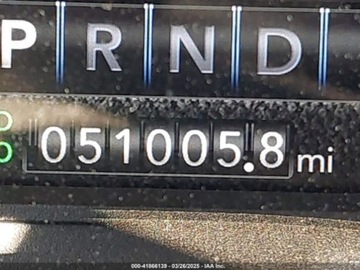 P R N D
051005.8 mi
000-41866139 - 03/26/2025 - IAA, Inc.